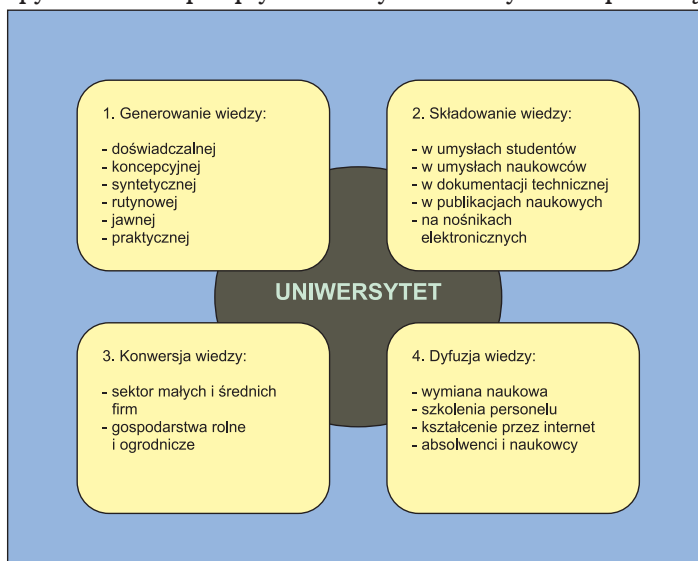 1. Generowanie wiedzy:
- doświadczalnej
- koncepcyjnej
- syntetycznej
- rutynowej
- jawnej
- praktycznej
2. Składowanie wiedzy:
- w umysłach studentów
- w umysłach naukowców
- w dokumentacji technicznej
- w publikacjach naukowych
- na nośnikach
elektronicznych
UNIWERSYTET
3. Konwersja wiedzy:
- sektor małych i średnich
firm
- gospodarstwa rolne
i ogrodnicze
4. Dyfuzja wiedzy:
- wymiana naukowa
- szkolenia personelu
- kształcenie przez internet
- absolwenci i naukowcy